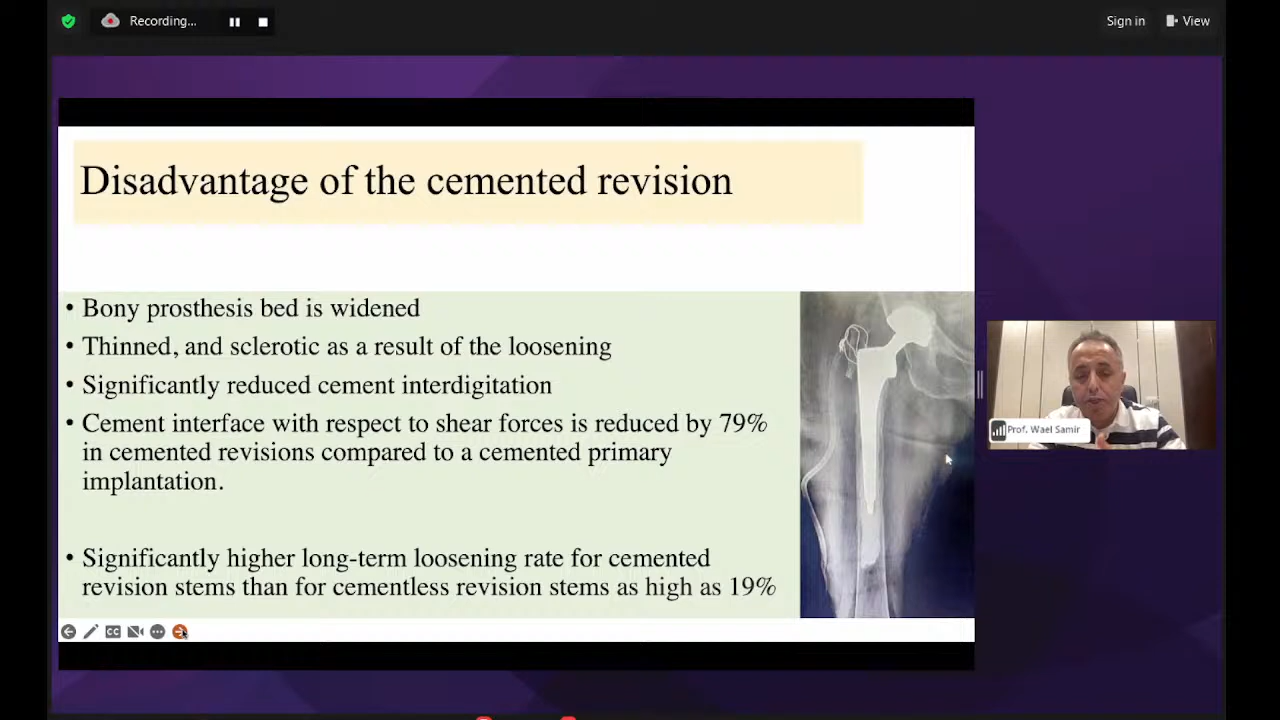 Recording...
Sign in
View
Disadvantage of the cemented revision
• Bony prosthesis bed is widened
• Thinned, and sclerotic as a result of the loosening
• Significantly reduced cement interdigitation
• Cement interface with respect to shear forces is reduced by 79%
in cemented revisions compared to a cemented primary
implantation.
• Significantly higher long-term loosening rate for cemented
revision stems than for cementless revision stems as high as 19%
Prof. Wael Samir
CC